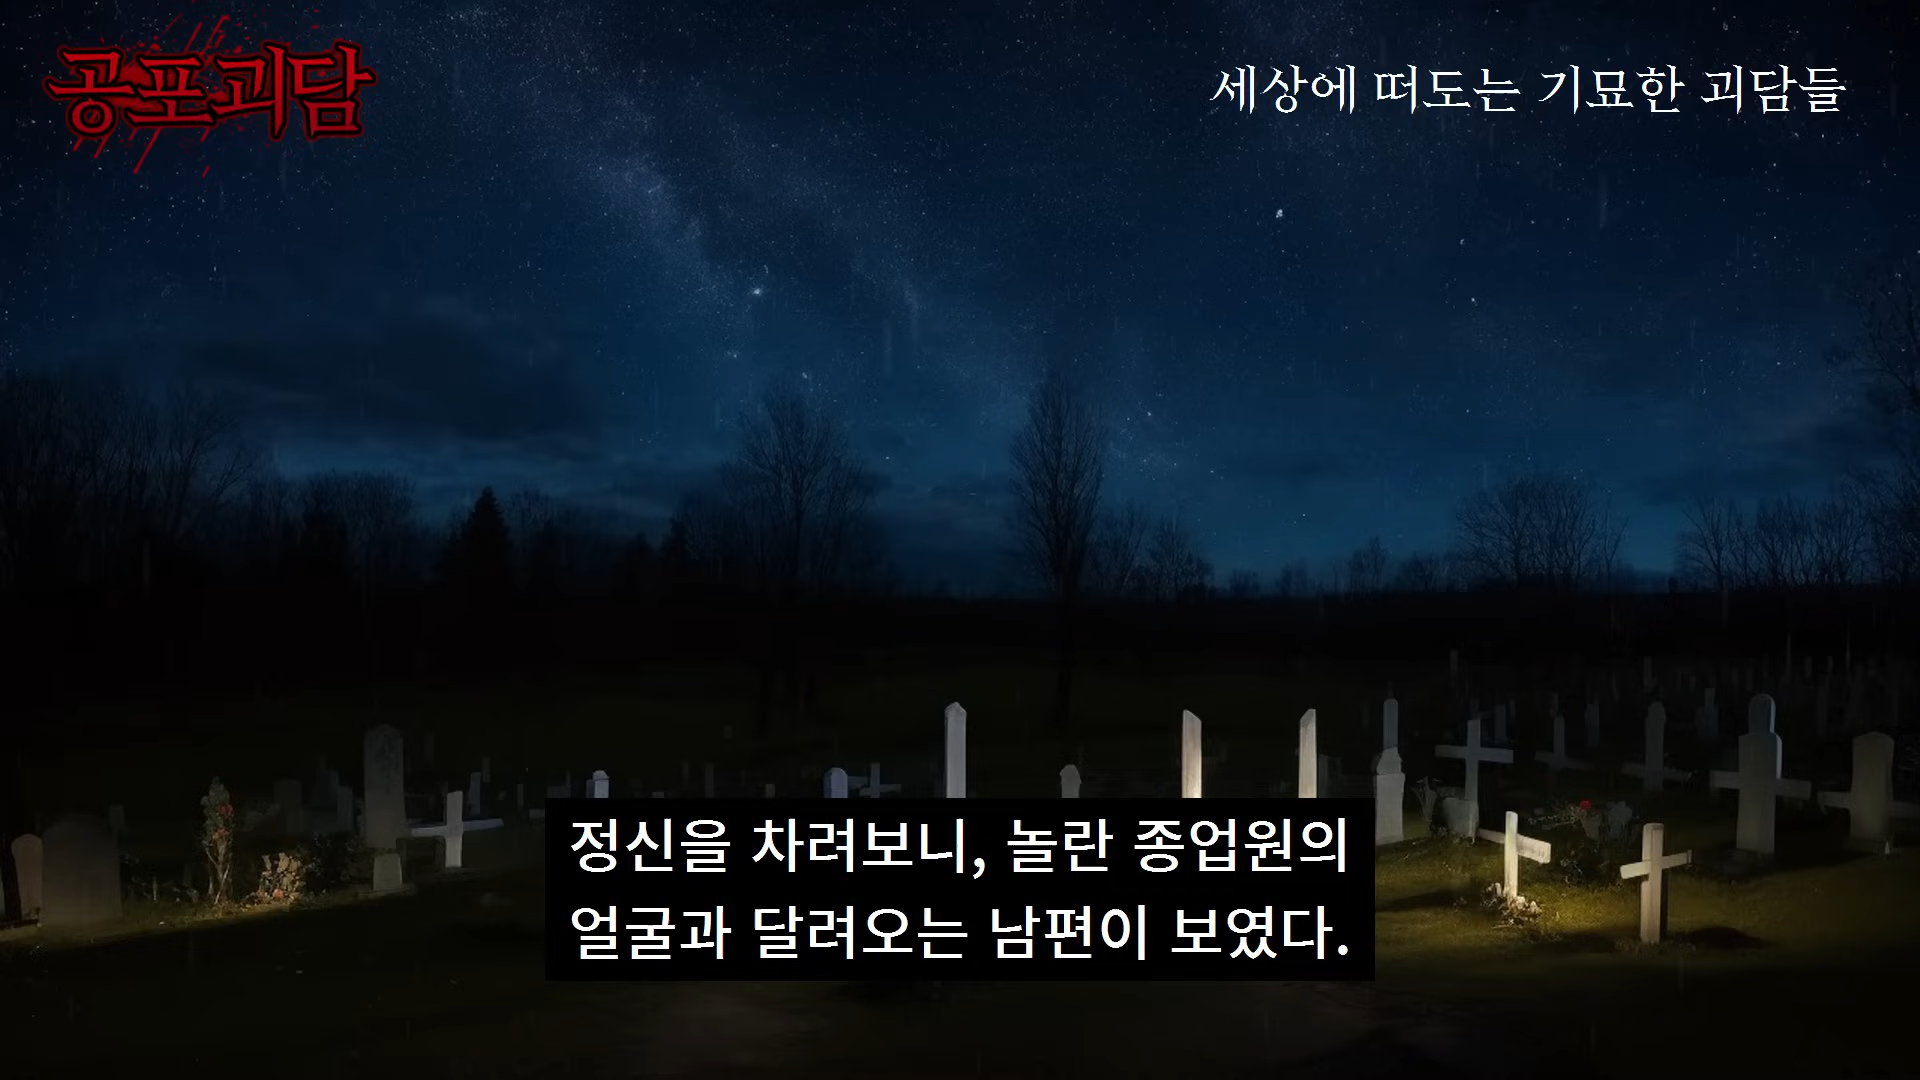 공포괴담
세상에 떠도는 기묘한 괴담들
정신을 차려보니, 놀란 종업원의
얼굴과 달려오는 남편이 보였다.